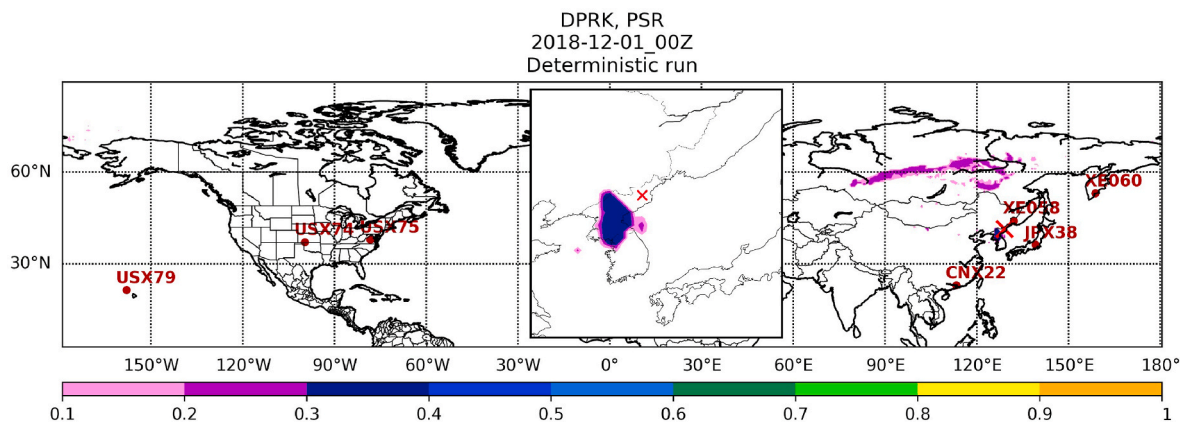 DPRK, PSR
2018-12-01_00Z
Deterministic run
60°N
30°N
XE060
XE058
USX74
USX75
JPX38
USX79
CNX22
150°W 120°W 90°W 60°W 30°W 0° 30°E 60°E 90°E 120°E 150°E 180°
0.1 0.2 0.3 0.4 0.5 0.6 0.7 0.8 0.9 1